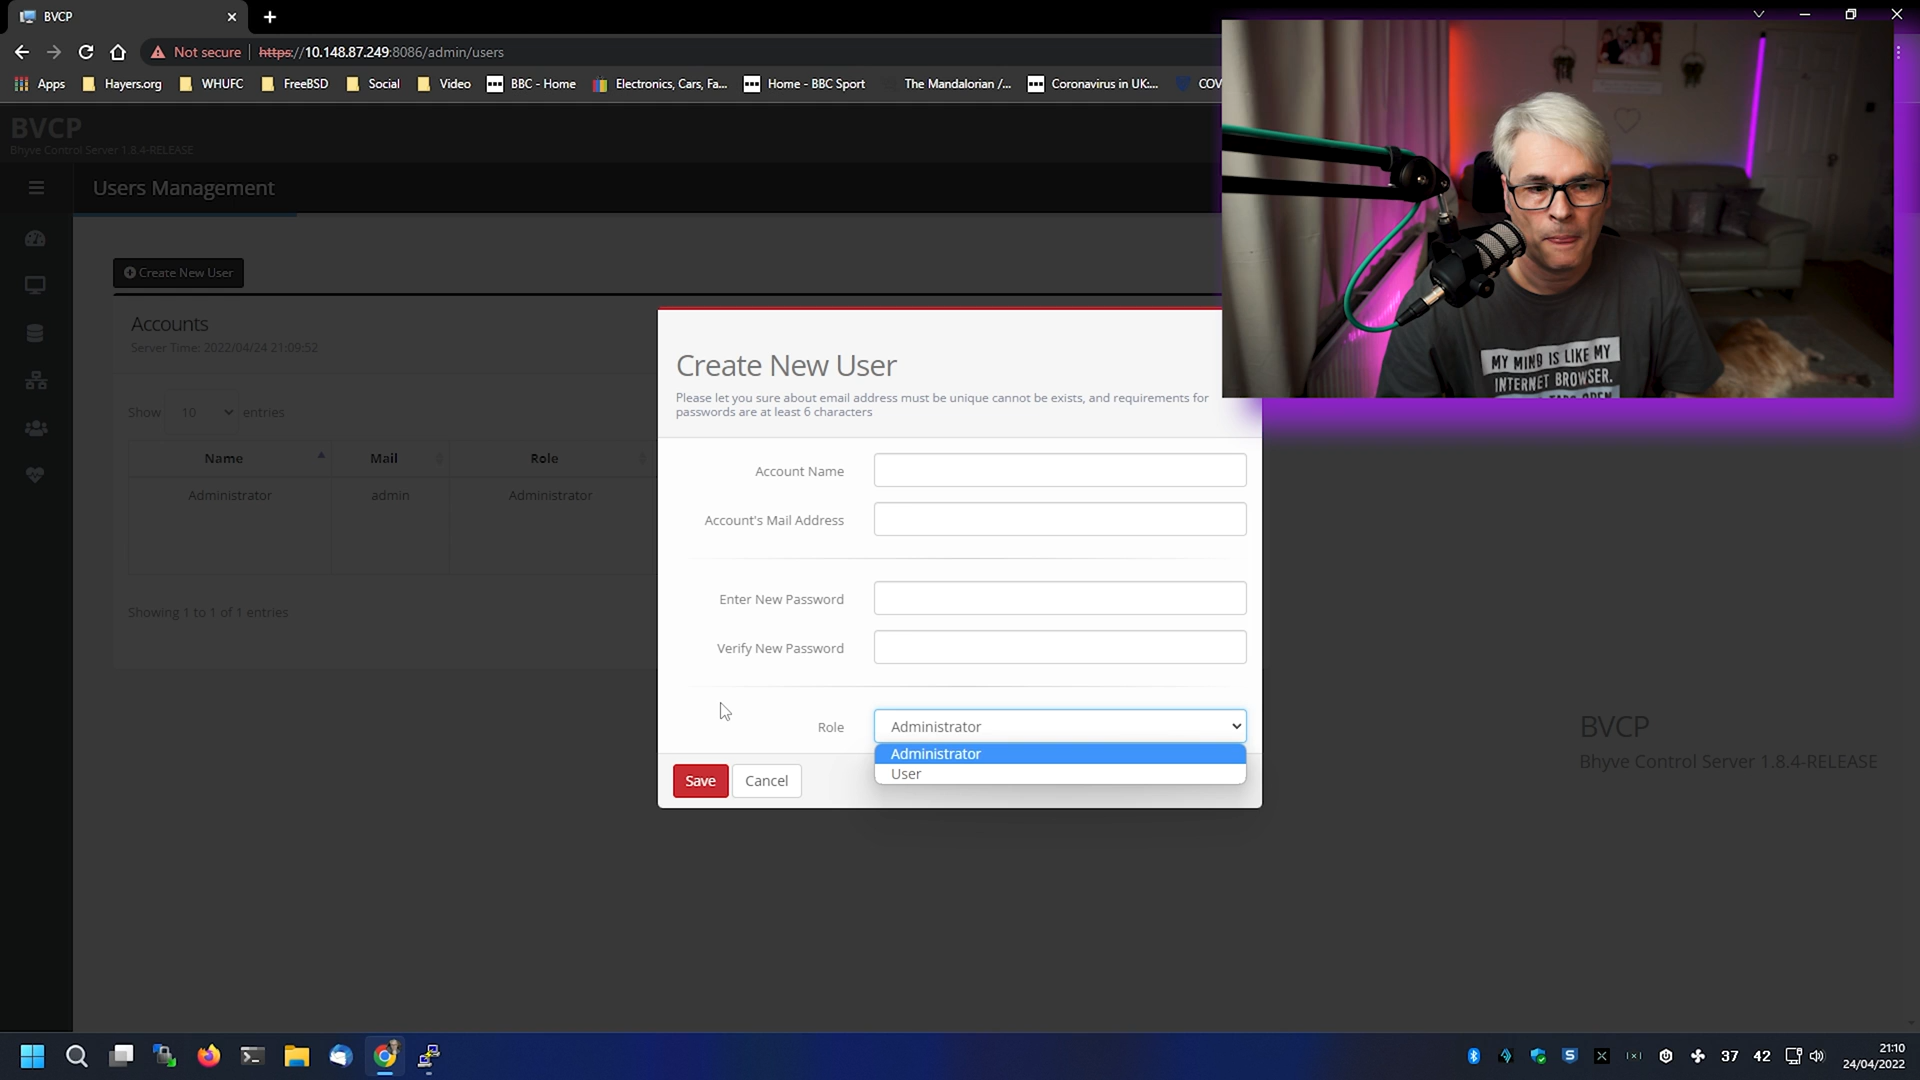 BVCP
Not secure https://10.148.87.249:8086/admin/users
Apps Hayers.org WHUFC FreeBSD Social Video BBC - Home Electronics, Cars, Fa... Home - BBC Sport The Mandalorian /... Coronavirus in UK:... COV
BVCP
Bhyve Control Server 1.8.4-RELEASE
Users Management
Create New User
Accounts
Server Time: 2022/04/24 21:09:52
Show 10 entries
Name Mail Role
Administrator admin Administrator
Showing 1 to 1 of 1 entries
Create New User
Please let you sure about email address must be unique cannot be exists, and requirements for
passwords are at least 6 characters
Account Name
Account's Mail Address
Enter New Password
Verify New Password
Role Administrator
Administrator
User
Save Cancel
MY MIND IS LIKE MY
INTERNET BROWSER.
BVCP
Bhyve Control Server 1.8.4-RELEASE
37 42
21:10
24/04/2022